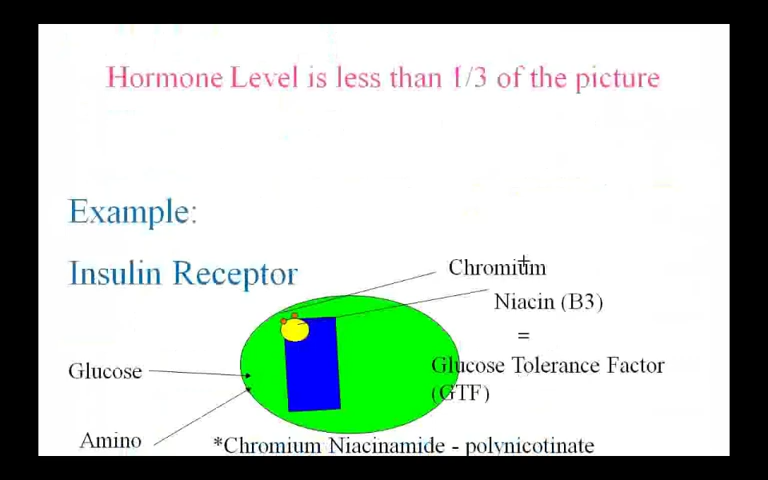 Hormone Level is less than 1/3 of the picture
Example:
Insulin Receptor
Chromium
+
Niacin (B3)
=
Glucose Tolerance Factor
(GTF)
Glucose
Amino
*Chromium Niacinamide - polynicotinate